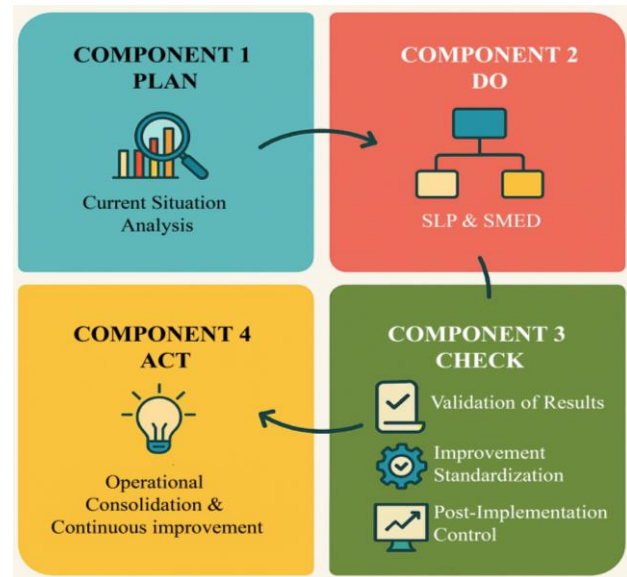 COMPONENT 1
PLAN
Current Situation
Analysis
COMPONENT 2
DO
SLP & SMED
COMPONENT 3
CHECK
Validation of Results
Improvement
Standardization
Post-Implementation
Control
COMPONENT 4
ACT
Operational
Consolidation &
Continuous improvement